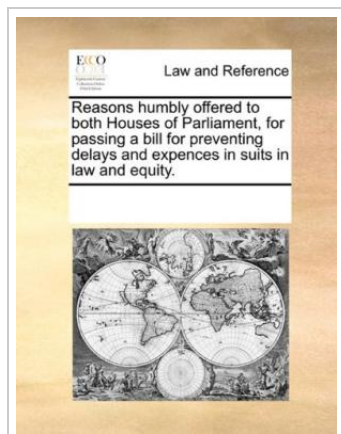 ECCO
Law and Reference
Reasons humbly offered to
both Houses of Parliament, for
passing a bill for preventing
delays and expences in suits in
law and equity.